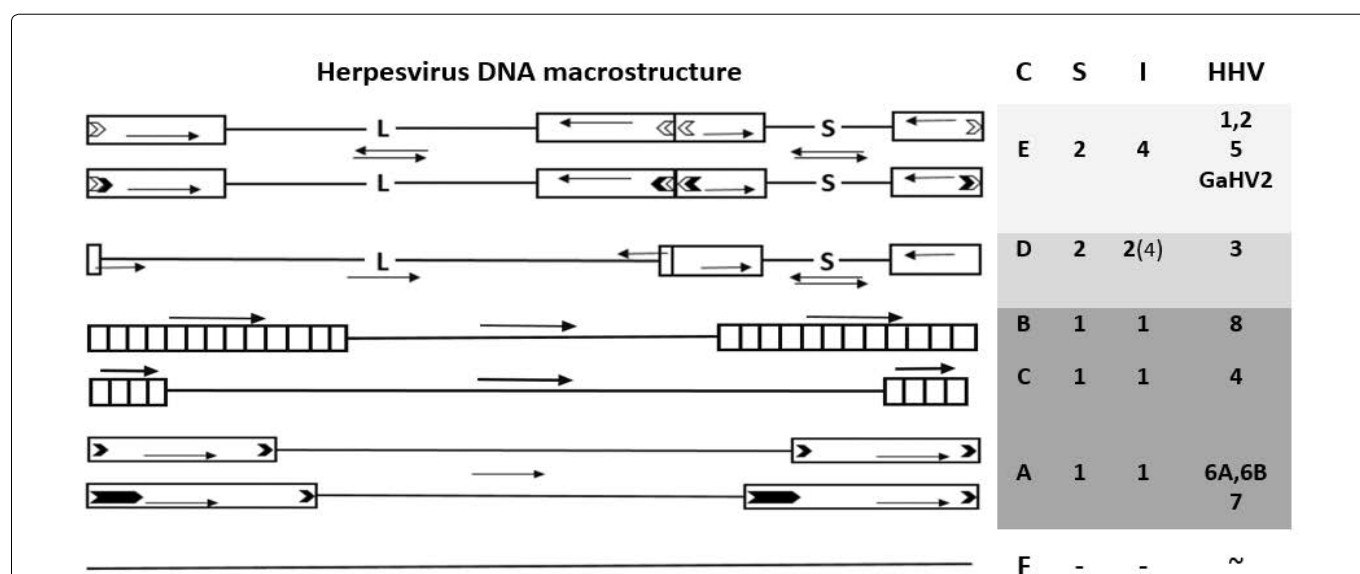 Herpesvirus DNA macrostructure C S I HHV
L S
E 2 4 1,2
5
GaHV2
L S
L S D 2 2(4) 3
B 1 1 8
C 1 1 4
A 1 1 6A,6B
7
F - - ~